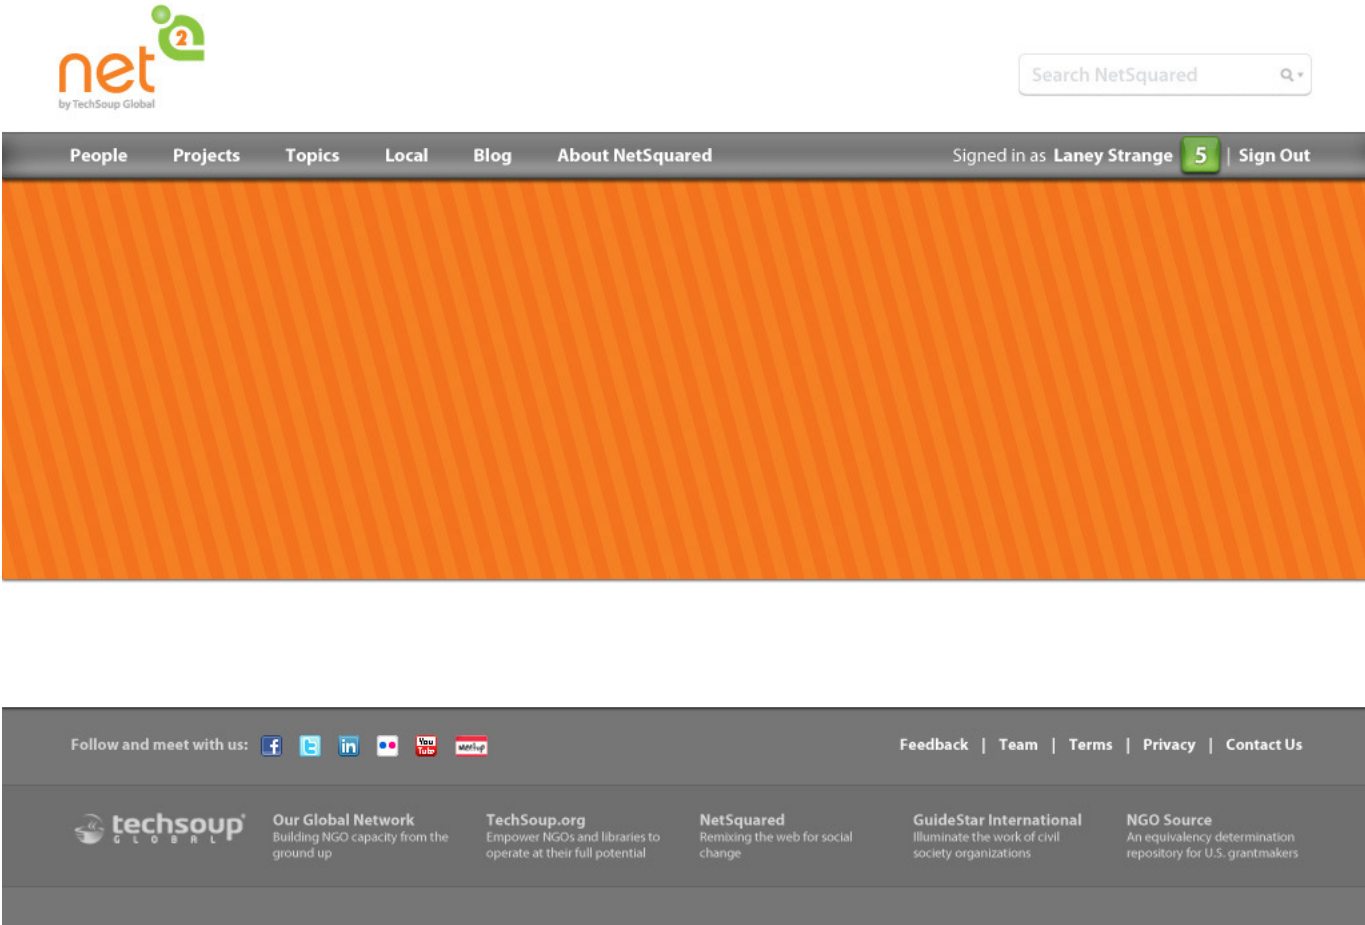 net2
by TechSoup Global
Search NetSquared
People Projects Topics Local Blog About NetSquared Signed in as Laney Strange 5 | Sign Out
Follow and meet with us: You Tube Meetup Feedback | Team | Terms | Privacy | Contact Us
techsoup
GLOBAL
Our Global Network
Building NGO capacity from the
ground up
TechSoup.org
Empower NGOs and libraries to
operate at their full potential
NetSquared
Remixing the web for social
change
GuideStar International
Illuminate the work of civil
society organizations
NGO Source
An equivalency determination
repository for U.S. grantmakers